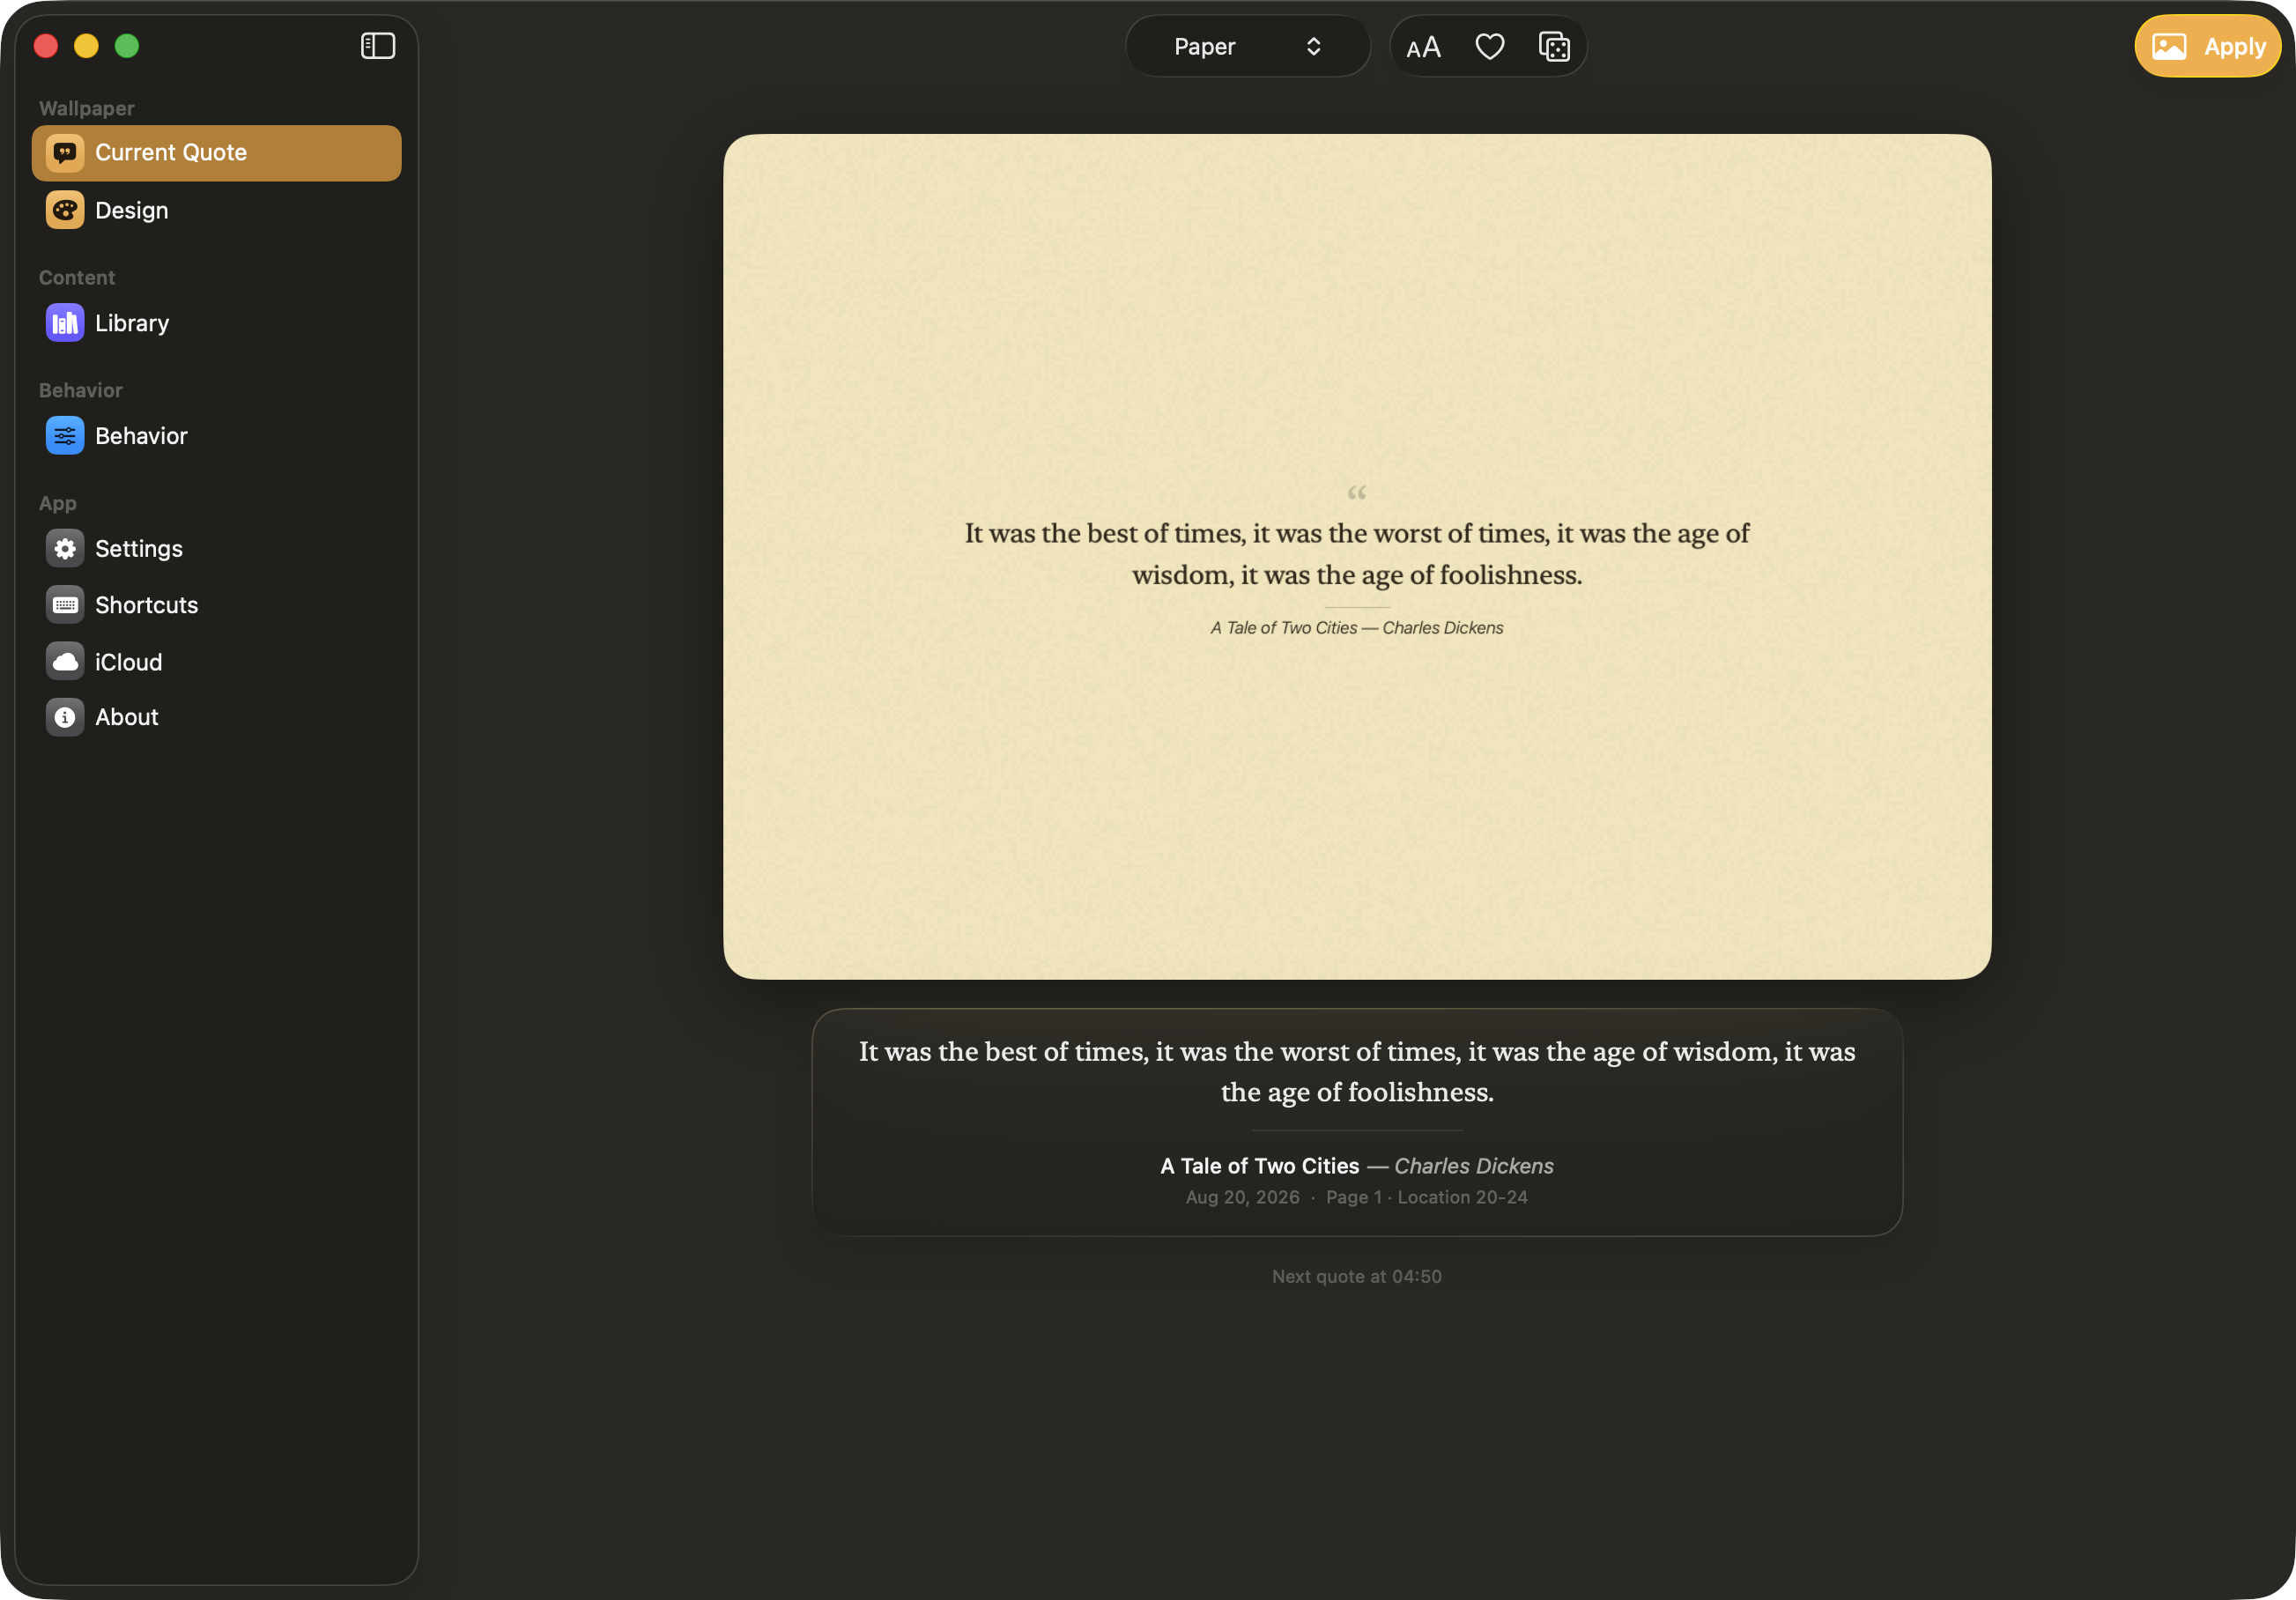 Wallpaper
Current Quote
Design
Content
Library
Behavior
Behavior
App
Settings
Shortcuts
iCloud
About
Paper
AA
Apply
“
It was the best of times, it was the worst of times, it was the age of
wisdom, it was the age of foolishness.
A Tale of Two Cities — Charles Dickens
It was the best of times, it was the worst of times, it was the age of wisdom, it was
the age of foolishness.
A Tale of Two Cities — Charles Dickens
Aug 20, 2026 · Page 1 · Location 20-24
Next quote at 04:50